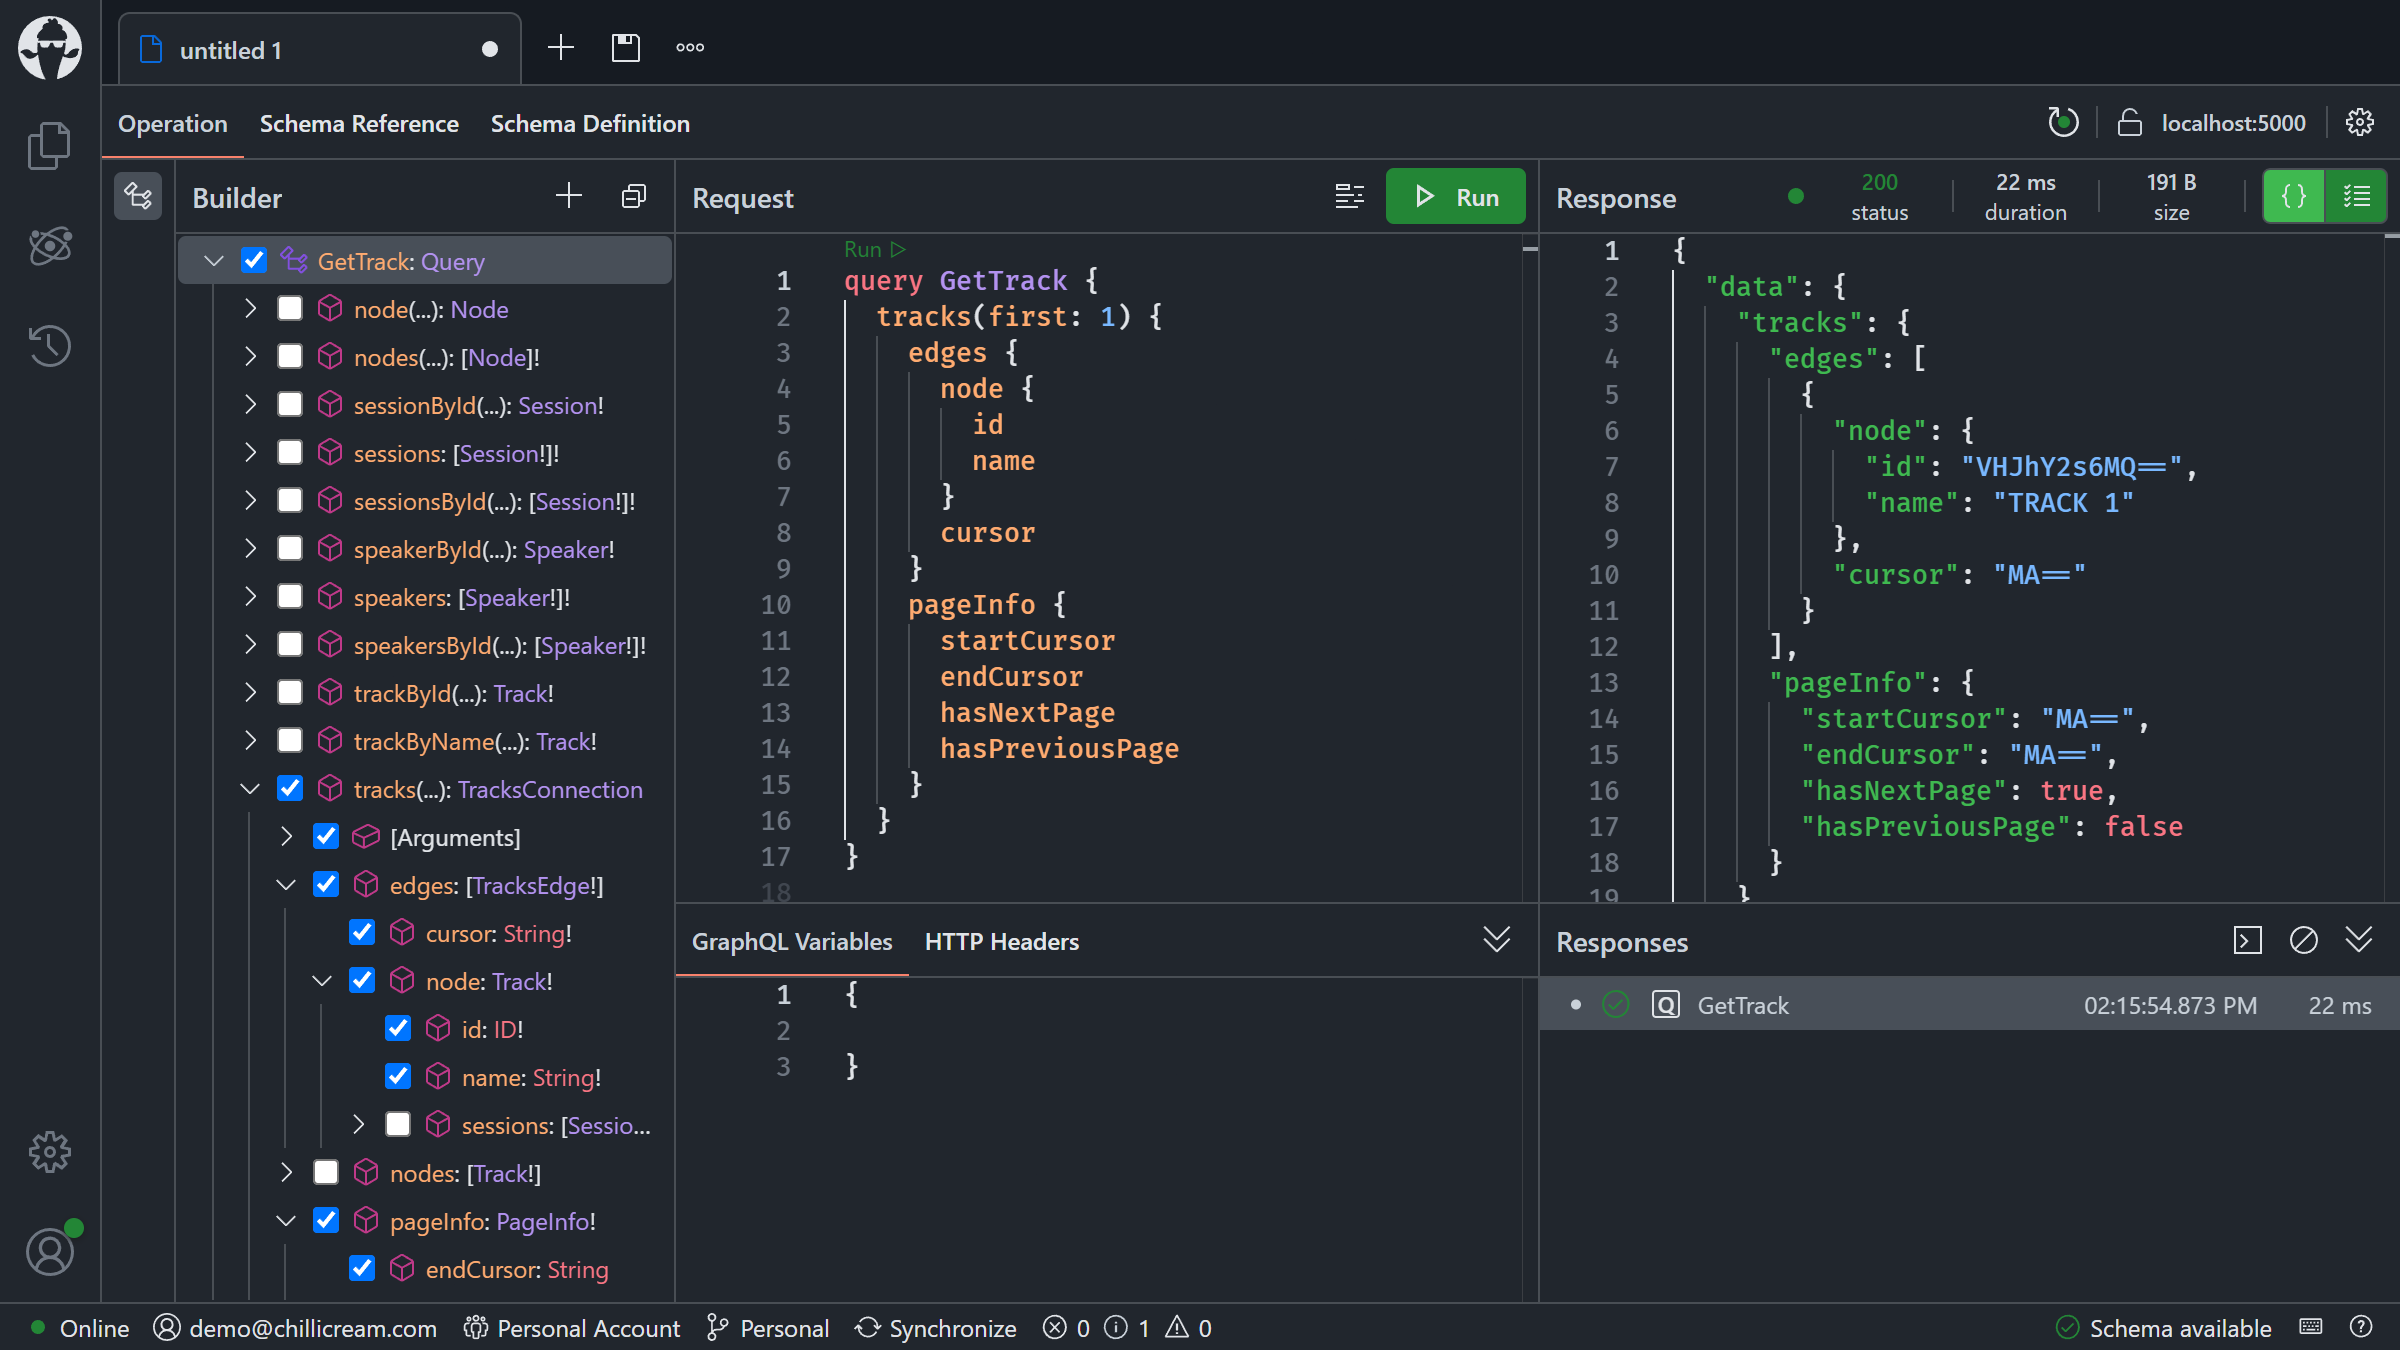 untitled 1
Operation
Schema Reference
Schema Definition
localhost:5000
Builder
GetTrack: Query
node(...): Node
nodes(...): [Node]!
sessionById(...): Session!
sessions: [Session!]!
sessionsById(...): [Session!]!
speakerById(...): Speaker!
speakers: [Speaker!]!
speakersById(...): [Speaker!]!
trackById(...): Track!
trackByName(...): Track!
tracks(...): TracksConnection
[Arguments]
edges: [TracksEdge!]
cursor: String!
node: Track!
id: ID!
name: String!
sessions: [Sessio...
nodes: [Track!]
pageInfo: PageInfo!
endCursor: String
Request
Run
Run
1 query GetTrack {
2 tracks(first: 1) {
3 edges {
4 node {
5 id
6 name
7 }
8 cursor
9 }
10 pageInfo {
11 startCursor
12 endCursor
13 hasNextPage
14 hasPreviousPage
15 }
16 }
17 }
18
GraphQL Variables
HTTP Headers
1 {
2
3 }
Response
200
status
22 ms
duration
191 B
size
{}
1 {
2 "data": {
3 "tracks": {
4 "edges": [
5 {
6 "node": {
7 "id": "VHJhY2s6MQ==",
8 "name": "TRACK 1"
9 },
10 "cursor": "MA=="
11 }
12 ],
13 "pageInfo": {
14 "startCursor": "MA==",
15 "endCursor": "MA==",
16 "hasNextPage": true,
17 "hasPreviousPage": false
18 }
19 }
Responses
Q GetTrack 02:15:54.873 PM 22 ms
Online
demo@chillicream.com
Personal Account
Personal
Synchronize
0 1 0
Schema available